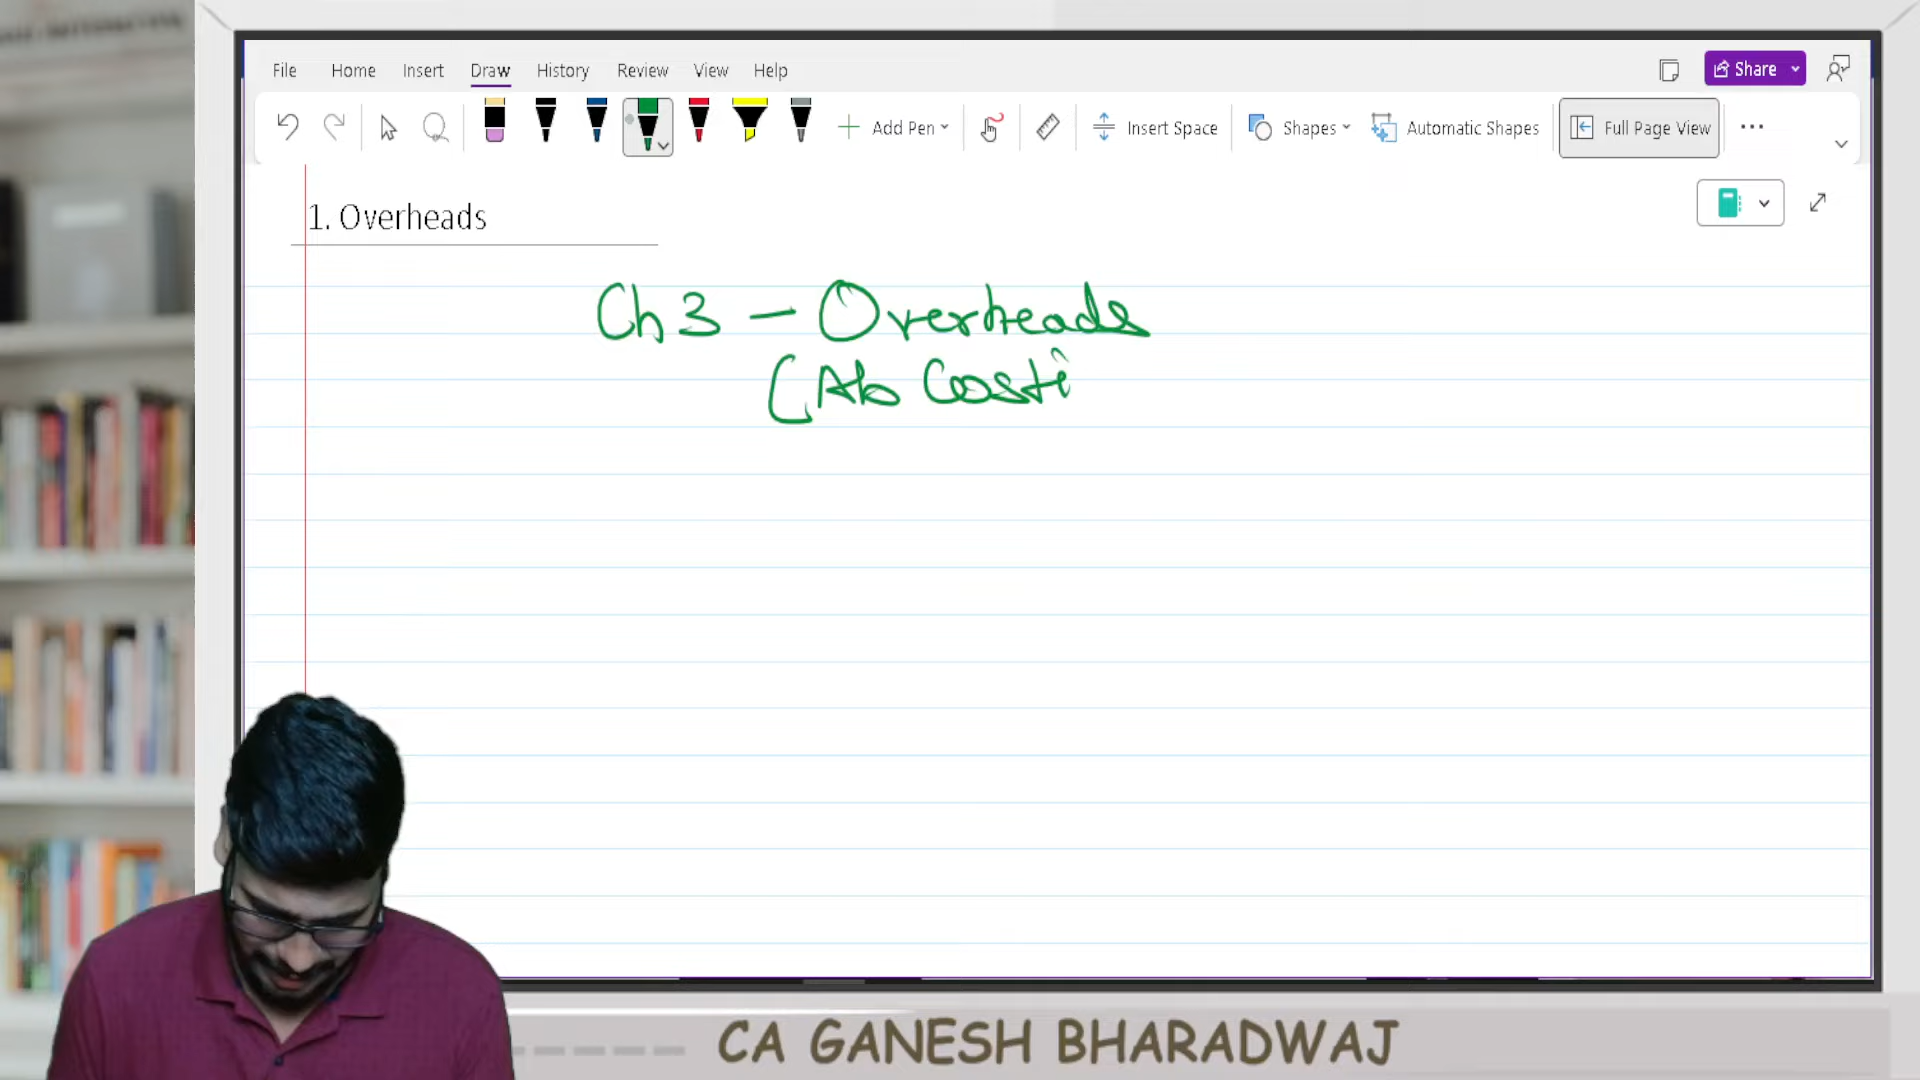 File Home Insert Draw History Review View Help Share
Add Pen Insert Space Shapes Automatic Shapes Full Page View
1. Overheads
Ch 3 - Overheads
(Ab Costi
CA GANESH BHARADWAJ